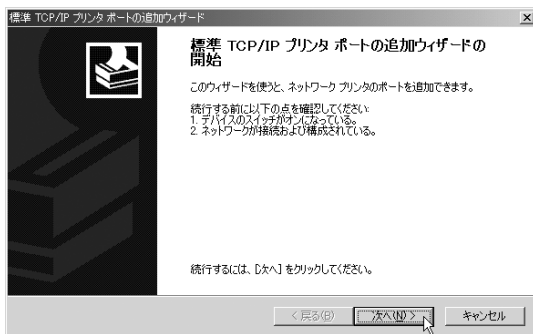 標準 TCP/IP プリンタ ポートの追加ウィザード
標準 TCP/IP プリンタ ポートの追加ウィザードの
開始
このウィザードを使うと、ネットワーク プリンタのポートを追加できます。
続行する前に以下の点を確認してください:
1. デバイスのスイッチがオンになっている。
2. ネットワークが接続および構成されている。
続行するには、[次へ] をクリックしてください。
< 戻る(B)
次へ(N) >
キャンセル